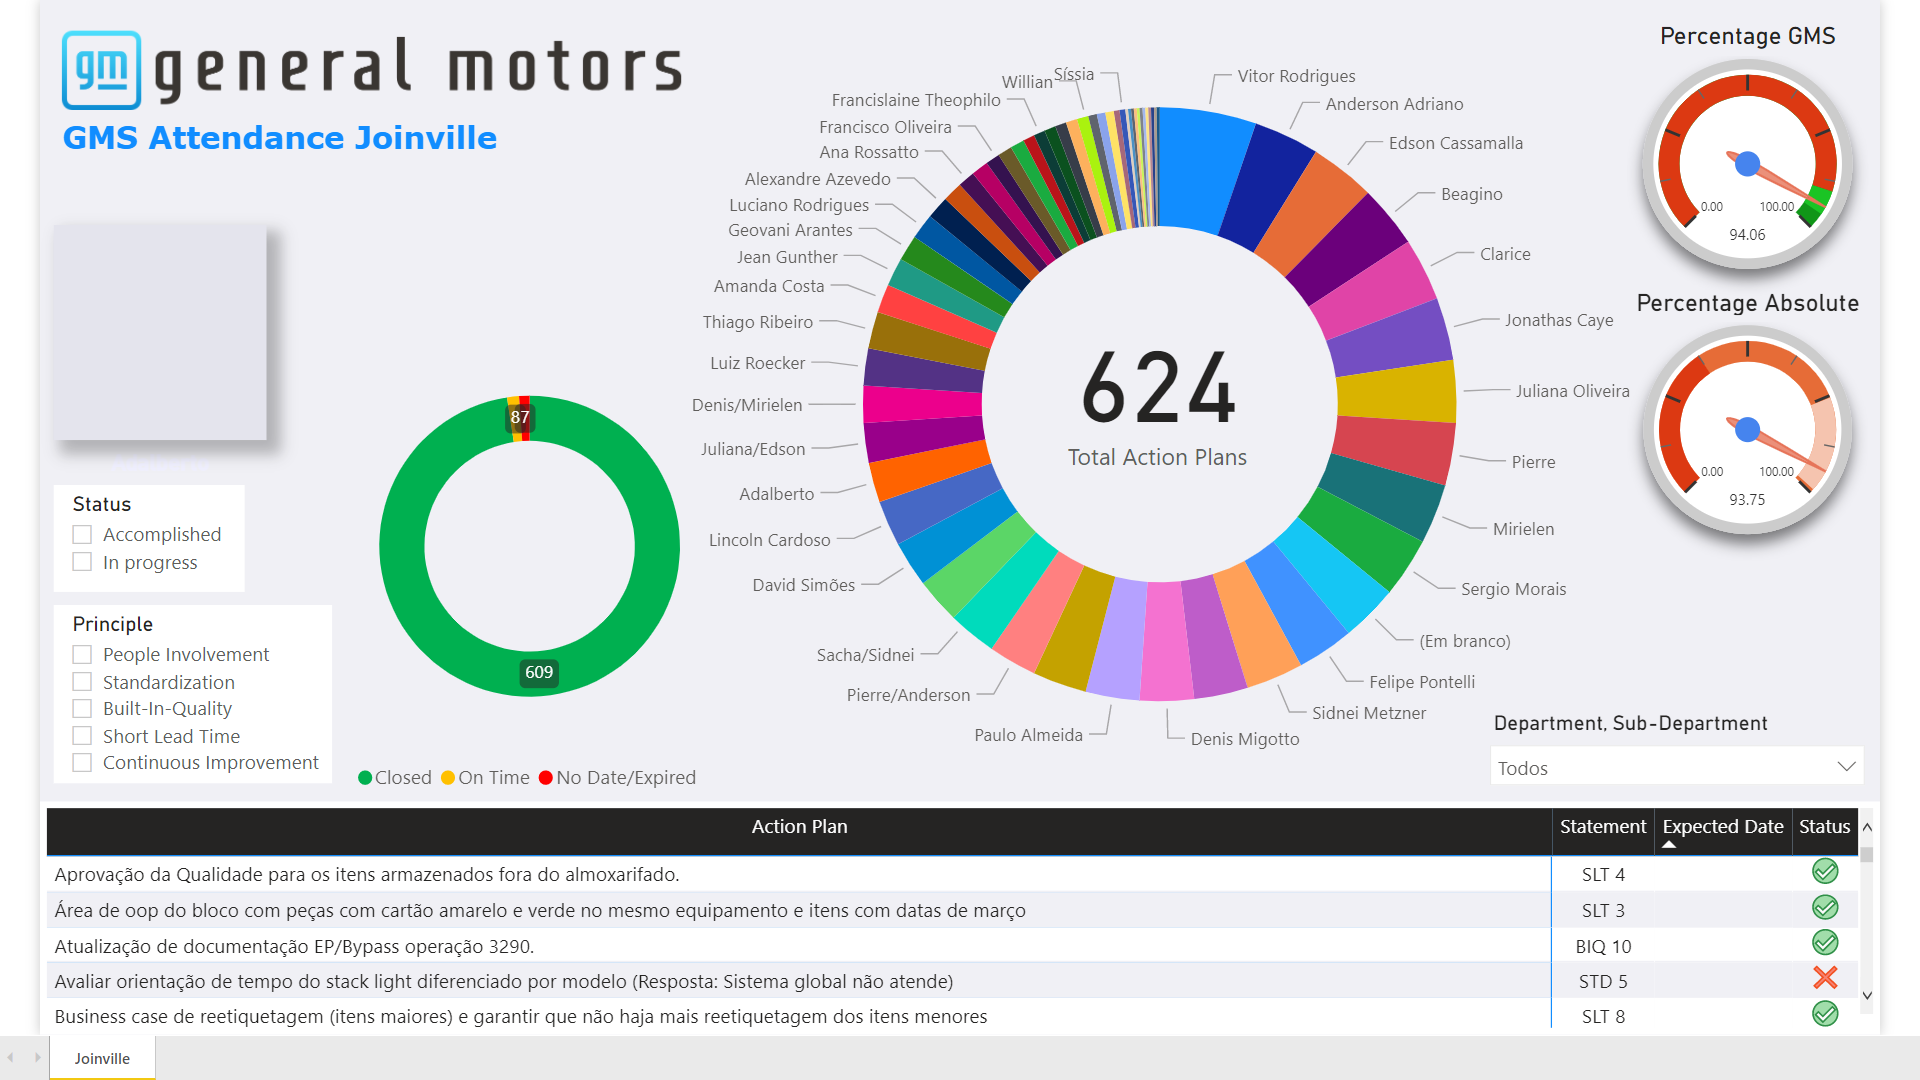 gm general motors
GMS Attendance Joinville
Status
Accomplished
In progress
Principle
People Involvement
Standardization
Built-In-Quality
Short Lead Time
Continuous Improvement
87
609
Closed
On Time
No Date/Expired
Síssia
Willian
Francislaine Theophilo
Francisco Oliveira
Ana Rossatto
Alexandre Azevedo
Luciano Rodrigues
Geovani Arantes
Jean Gunther
Amanda Costa
Thiago Ribeiro
Luiz Roecker
Denis/Mirielen
Juliana/Edson
Adalberto
Lincoln Cardoso
David Simões
Sacha/Sidnei
Pierre/Anderson
Paulo Almeida
624
Total Action Plans
Vitor Rodrigues
Anderson Adriano
Edson Cassamalla
Beagino
Clarice
Jonathas Caye
Juliana Oliveira
Pierre
Mirielen
Sergio Morais
(Em branco)
Felipe Pontelli
Sidnei Metzner
Denis Migotto
Percentage GMS
0.00 100.00
94.06
Percentage Absolute
0.00 100.00
93.75
Department, Sub-Department
Todos
Action Plan Statement Expected Date Status
Aprovação da Qualidade para os itens armazenados fora do almoxarifado. SLT 4
Área de oop do bloco com peças com cartão amarelo e verde no mesmo equipamento e itens com datas de março SLT 3
Atualização de documentação EP/Bypass operação 3290. BIQ 10
Avaliar orientação de tempo do stack light diferenciado por modelo (Resposta: Sistema global não atende) STD 5
Business case de reetiquetagem (itens maiores) e garantir que não haja mais reetiquetagem dos itens menores SLT 8
Joinville